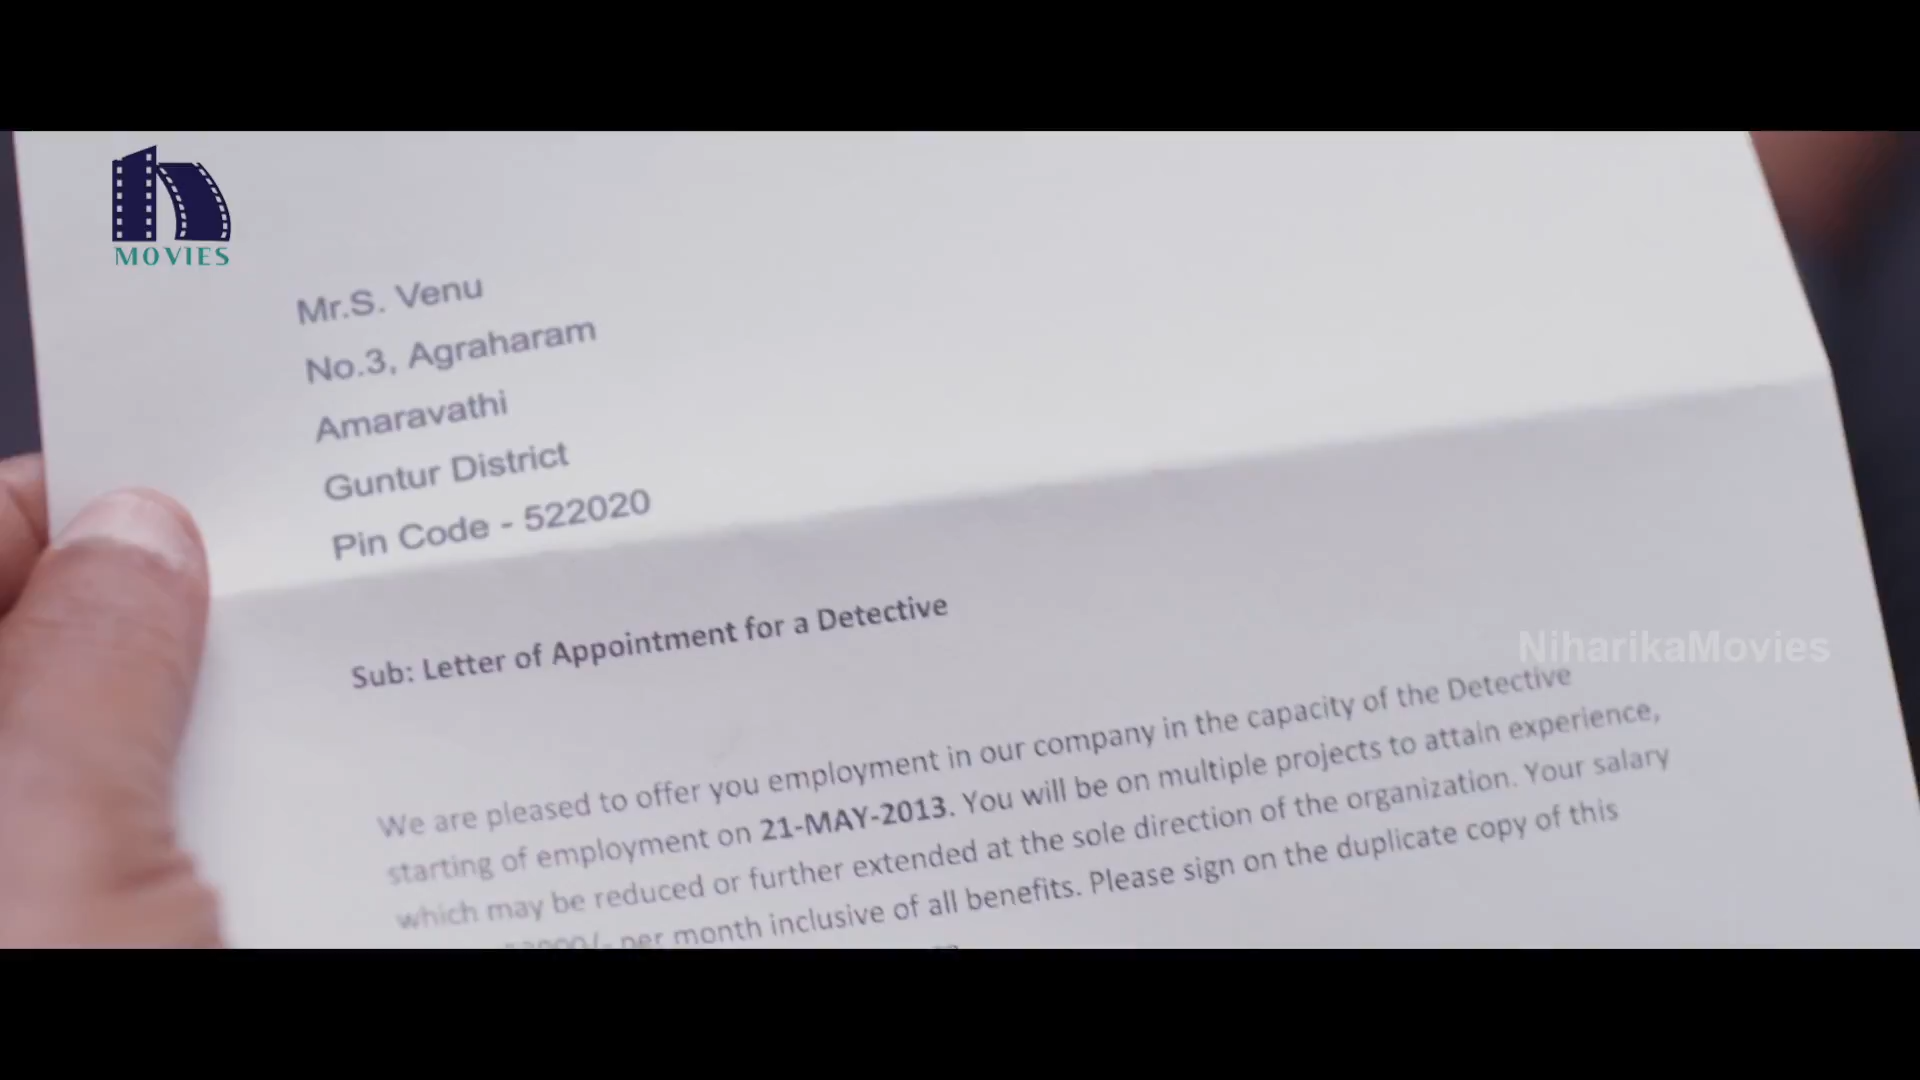 MOVIES
Mr.S. Venu
No.3, Agraharam
Amaravathi
Guntur District
Pin Code - 522020
Sub: Letter of Appointment for a Detective
NiharikaMovies
We are pleased to offer you employment in our company in the capacity of the Detective
starting of employment on 21-MAY-2013. You will be on multiple projects to attain experience,
which may be reduced or further extended at the sole direction of the organization. Your salary
per month inclusive of all benefits. Please sign on the duplicate copy of this